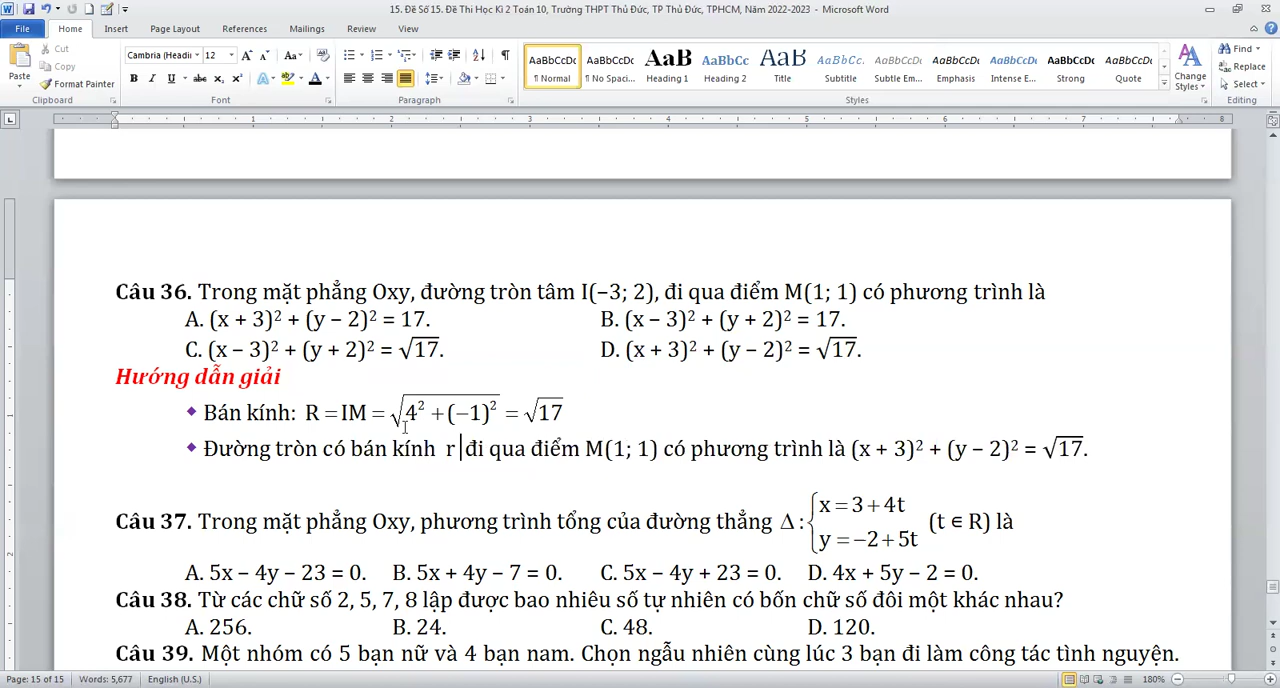 15. Đề Số 15. Đề Thi Học Kì 2 Toán 10, Trường THPT Thủ Đức, TP Thủ Đức, TPHCM, Năm 2022-2023 - Microsoft Word
File Home Insert Page Layout References Mailings Review View
Paste Cut Copy Format Painter
Cambria (Headi 12
AaBbCcDc ¶ Normal
AaBbCcDc ¶ No Spaci...
AaB Heading 1
AaBbCc Heading 2
AaB Title
AaBbCc. Subtitle
AaBbCcDc Subtle Em...
AaBbCcDc Emphasis
AaBbCcDc Intense E...
AaBbCcDc Strong
AaBbCcDc Quote
Change Styles
Find
Replace
Select
Clipboard Font Paragraph Styles Editing
1 2 3 4 5 6 7 8
Câu 36. Trong mặt phẳng Oxy, đường tròn tâm I(−3; 2), đi qua điểm M(1; 1) có phương trình là
A. (x + 3)² + (y − 2)² = 17. B. (x − 3)² + (y + 2)² = 17.
C. (x − 3)² + (y + 2)² = √17. D. (x + 3)² + (y − 2)² = √17.
Hướng dẫn giải
❖ Bán kính: R = IM = √(4² + (−1)²) = √17
❖ Đường tròn có bán kính r đi qua điểm M(1; 1) có phương trình là (x + 3)² + (y − 2)² = √17.
Câu 37. Trong mặt phẳng Oxy, phương trình tổng của đường thẳng Δ : { x = 3 + 4t y = −2 + 5t (t ∈ R) là
A. 5x − 4y − 23 = 0. B. 5x + 4y − 7 = 0. C. 5x − 4y + 23 = 0. D. 4x + 5y − 2 = 0.
Câu 38. Từ các chữ số 2, 5, 7, 8 lập được bao nhiêu số tự nhiên có bốn chữ số đôi một khác nhau?
A. 256. B. 24. C. 48. D. 120.
Câu 39. Một nhóm có 5 bạn nữ và 4 bạn nam. Chọn ngẫu nhiên cùng lúc 3 bạn đi làm công tác tình nguyện.
Page: 15 of 15 Words: 5,677 English (U.S.) 180%